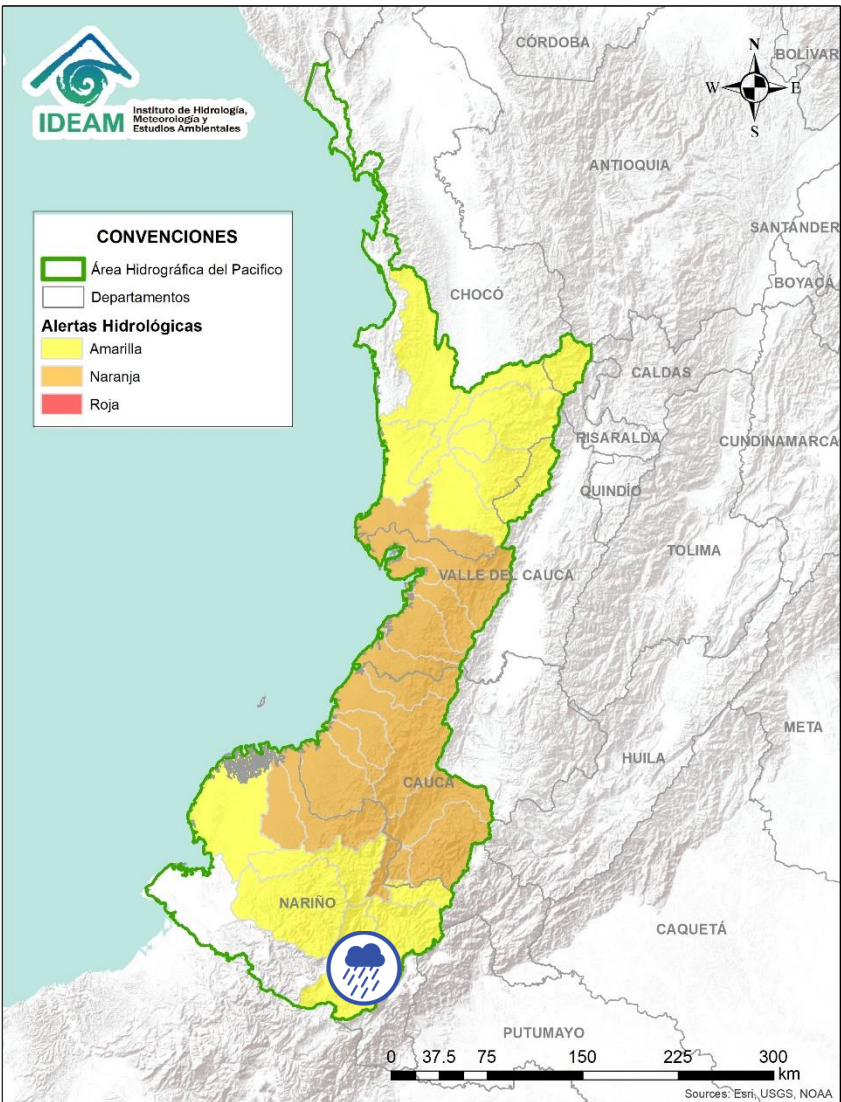 IDEAM
Instituto de Hidrología,
Meteorología y
Estudios Ambientales
N
W
E
S
CÓRDOBA
BOLÍVAR
ANTIOQUIA
SANTANDER
BOYACÁ
CHOCÓ
CALDAS
RISARALDA
CUNDINAMARCA
QUINDÍO
TOLIMA
VALLE DEL CAUCA
META
HUILA
CAUCA
NARIÑO
CAQUETÁ
PUTUMAYO
CONVENCIONES
Área Hidrográfica del Pacifico
Departamentos
Alertas Hidrológicas
Amarilla
Naranja
Roja
0 37.5 75 150 225 300
km
Sources: Esri, USGS, NOAA